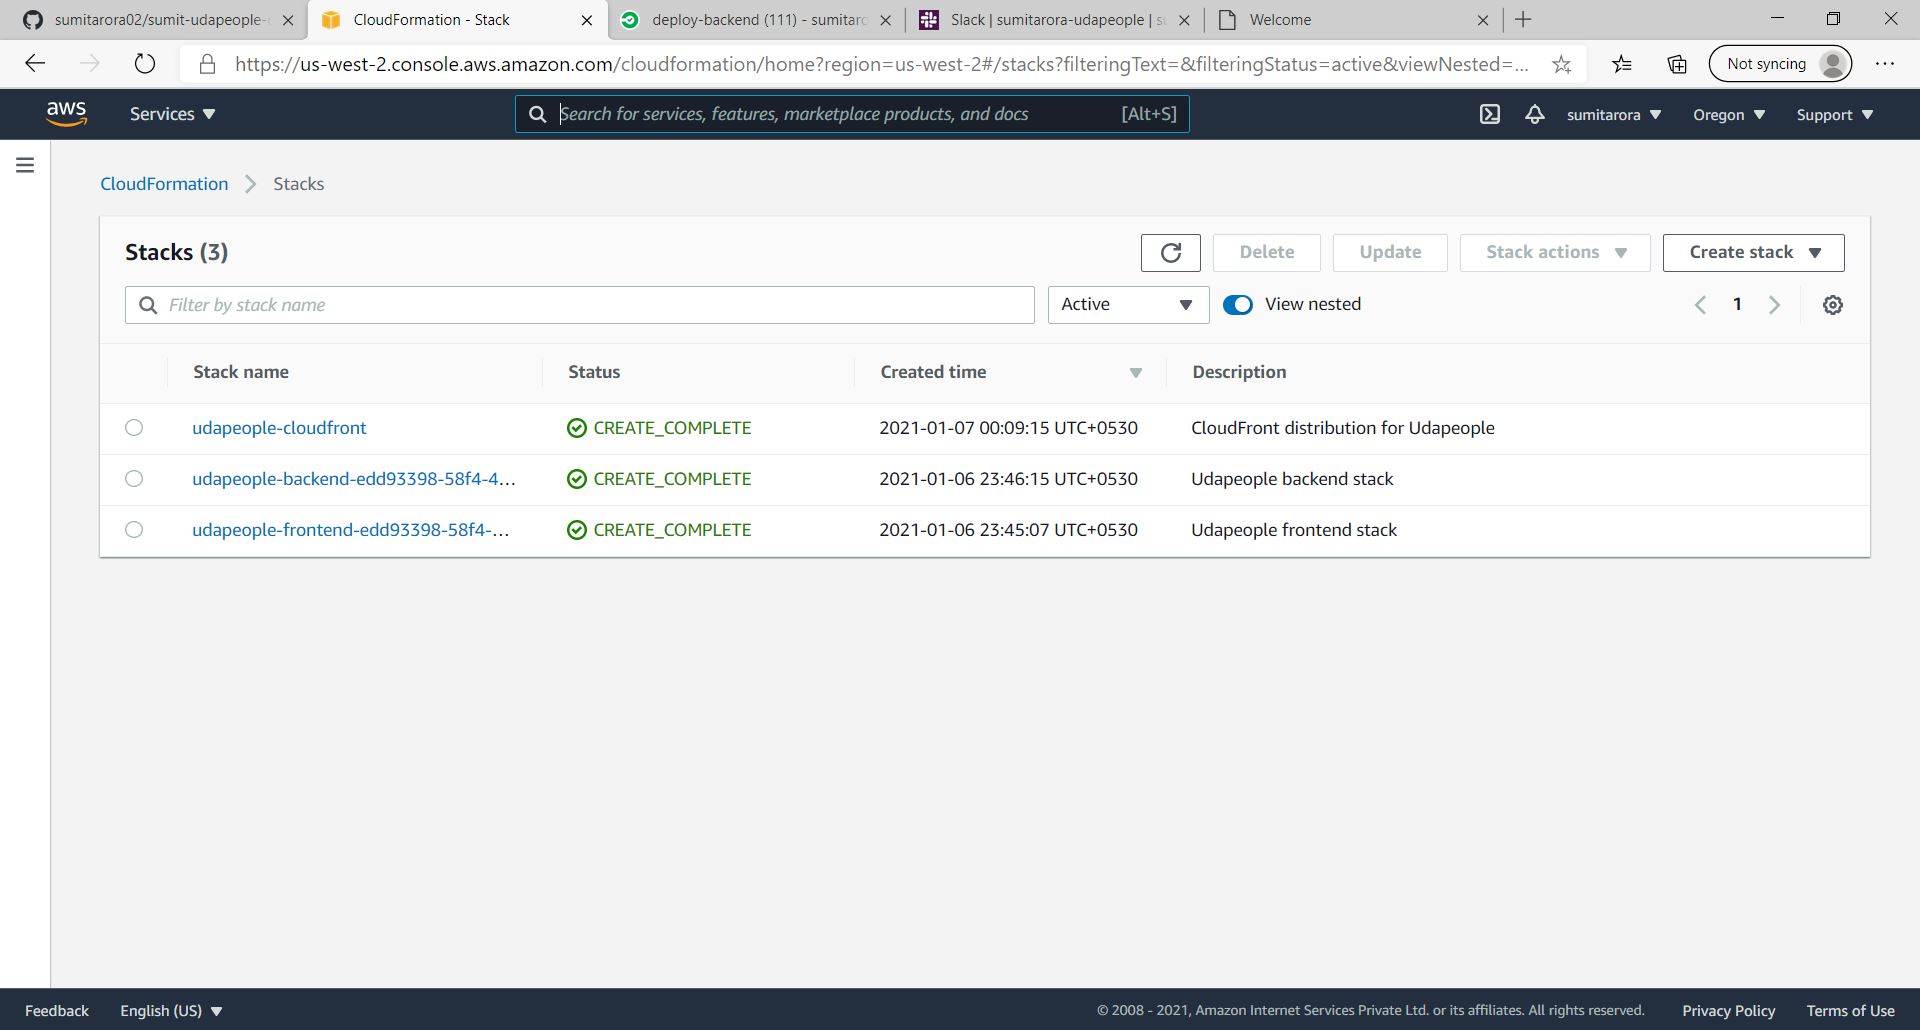 sumitarora02/sumit-udapeople-
CloudFormation - Stack
deploy-backend (111) - sumitaro
Slack | sumitarora-udapeople | s
Welcome
https://us-west-2.console.aws.amazon.com/cloudformation/home?region=us-west-2#/stacks?filteringText=&filteringStatus=active&viewNested=...
Not syncing
aws
Services
Search for services, features, marketplace products, and docs
[Alt+S]
sumitarora
Oregon
Support
CloudFormation
Stacks
Stacks (3)
Delete
Update
Stack actions
Create stack
Filter by stack name
Active
View nested
1
Stack name
Status
Created time
Description
udapeople-cloudfront
CREATE_COMPLETE
2021-01-07 00:09:15 UTC+0530
CloudFront distribution for Udapeople
udapeople-backend-edd93398-58f4-4...
CREATE_COMPLETE
2021-01-06 23:46:15 UTC+0530
Udapeople backend stack
udapeople-frontend-edd93398-58f4-...
CREATE_COMPLETE
2021-01-06 23:45:07 UTC+0530
Udapeople frontend stack
Feedback
English (US)
© 2008 - 2021, Amazon Internet Services Private Ltd. or its affiliates. All rights reserved.
Privacy Policy
Terms of Use